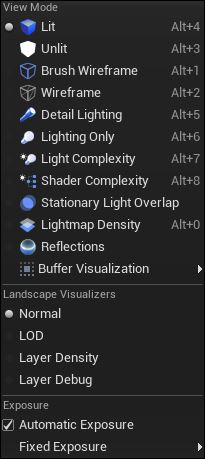 View Mode
Lit Alt+4
Unlit Alt+3
Brush Wireframe Alt+1
Wireframe Alt+2
Detail Lighting Alt+5
Lighting Only Alt+6
Light Complexity Alt+7
Shader Complexity Alt+8
Stationary Light Overlap
Lightmap Density Alt+0
Reflections
Buffer Visualization
Landscape Visualizers
Normal
LOD
Layer Density
Layer Debug
Exposure
Automatic Exposure
Fixed Exposure